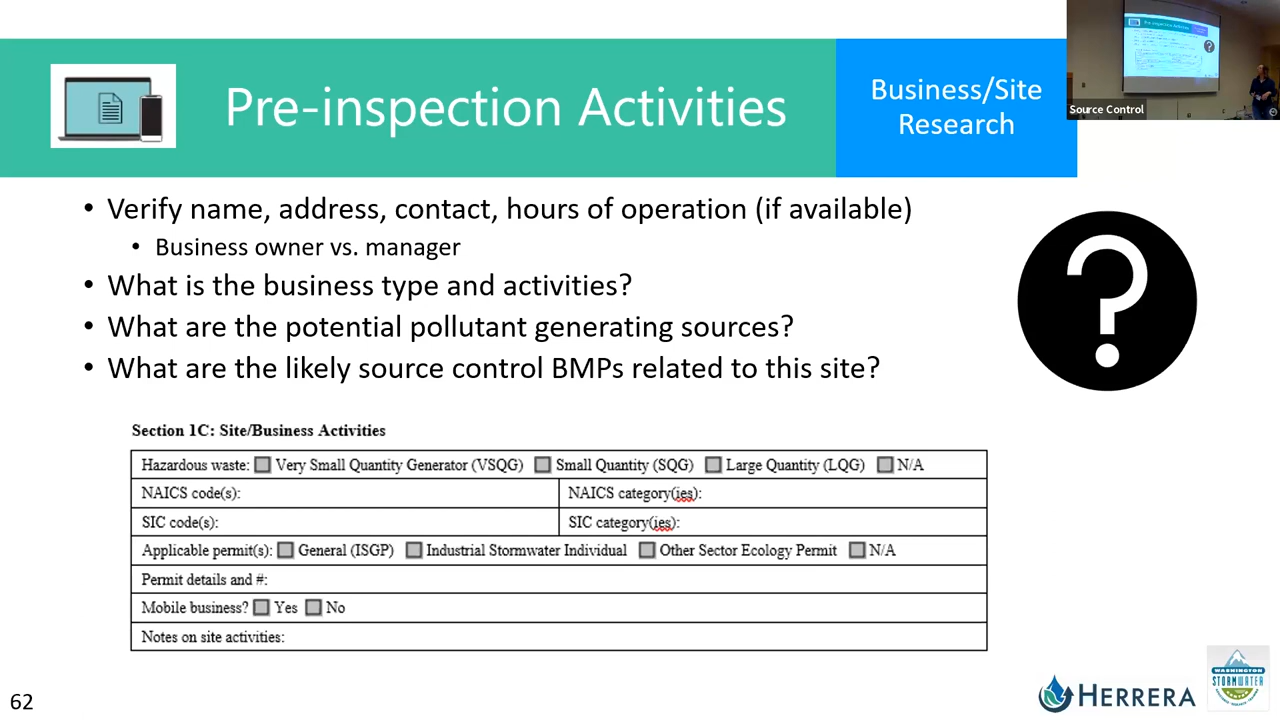 Pre-inspection Activities
Business/Site
Research
Source Control
• Verify name, address, contact, hours of operation (if available)
• Business owner vs. manager
• What is the business type and activities?
• What are the potential pollutant generating sources?
• What are the likely source control BMPs related to this site?
?
Section 1C: Site/Business Activities
Hazardous waste: Very Small Quantity Generator (VSQG) Small Quantity (SQG) Large Quantity (LQG) N/A
NAICS code(s): NAICS category(ies):
SIC code(s): SIC category(ies):
Applicable permit(s): General (ISGP) Industrial Stormwater Individual Other Sector Ecology Permit N/A
Permit details and #:
Mobile business? Yes No
Notes on site activities:
62
HERRERA
WASHINGTON
STORMWATER